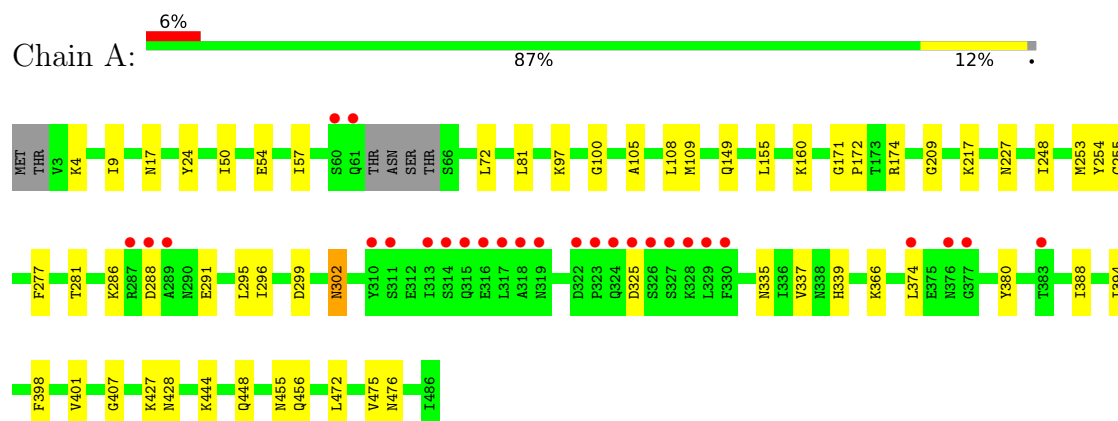 6%
Chain A:
87% 12% •
MET THR V3 K4 I9 N17 Y24 I50 E54 I57 S60 Q61 THR ASN SER THR S66 L72 L81 K97 G100 A105 L108 M109 Q149 L155 K160 G171 P172 T173 R174 G209 K217 N227 I248 M253 Y254 G255
F277 T281 K286 R287 D288 A289 N290 E291 L295 I296 D299 N302 Y310 S311 E312 I313 S314 Q315 E316 L317 A318 N319 D322 P323 Q324 D325 S326 S327 K328 L329 F330 N335 I336 V337 N338 H339 K366 L374 E375 N376 G377 Y380 T383 I388 I394
F398 V401 G407 K427 N428 K444 Q448 N455 Q456 L472 V475 N476 I486